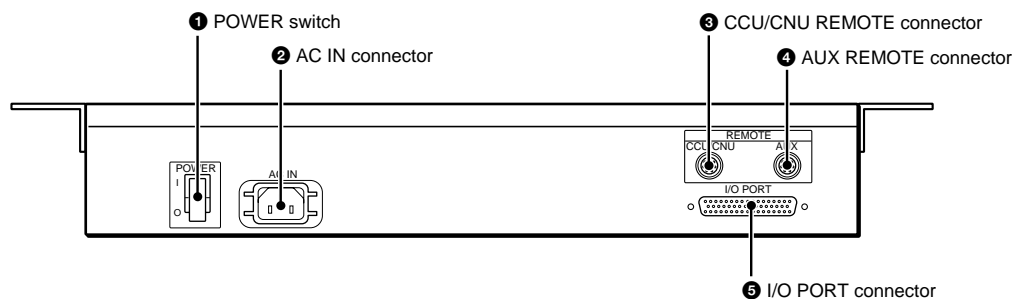 ❶ POWER switch
❸ CCU/CNU REMOTE connector
❷ AC IN connector
❹ AUX REMOTE connector
REMOTE
CCU/CNU AUX
POWER
I
O
AC IN
I/O PORT
❺ I/O PORT connector